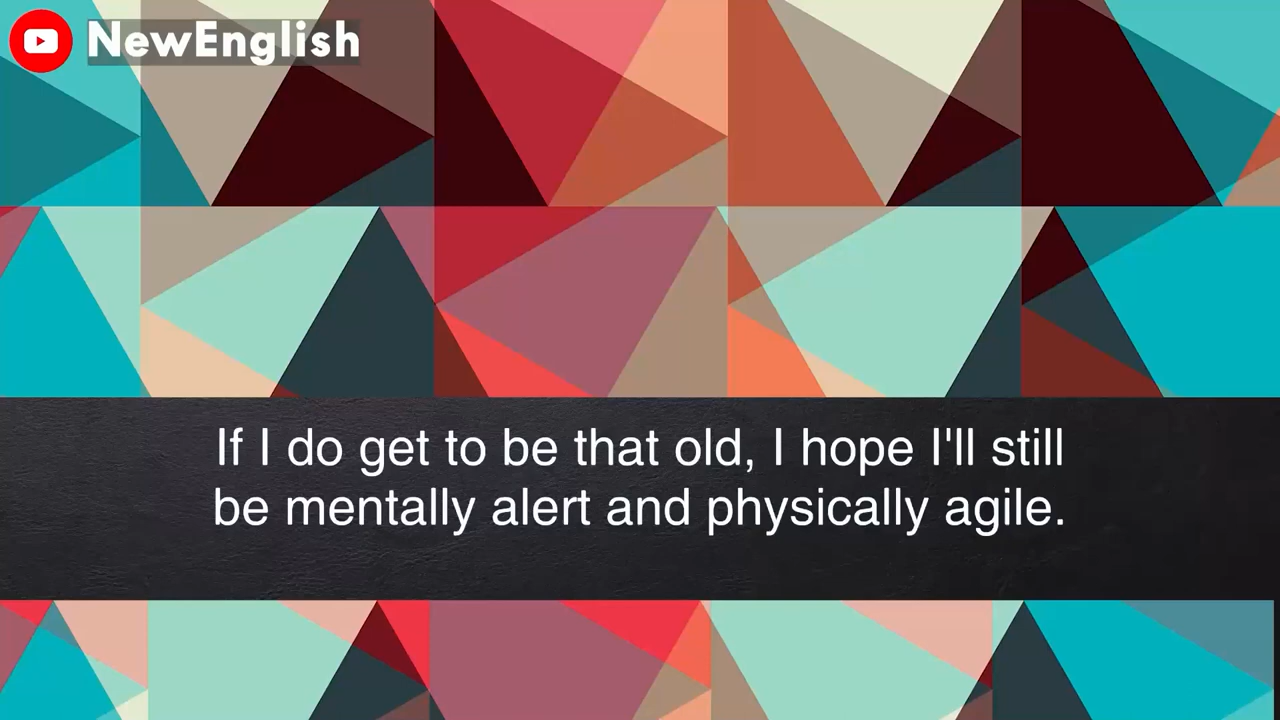 NewEnglish
If I do get to be that old, I hope I'll still
be mentally alert and physically agile.